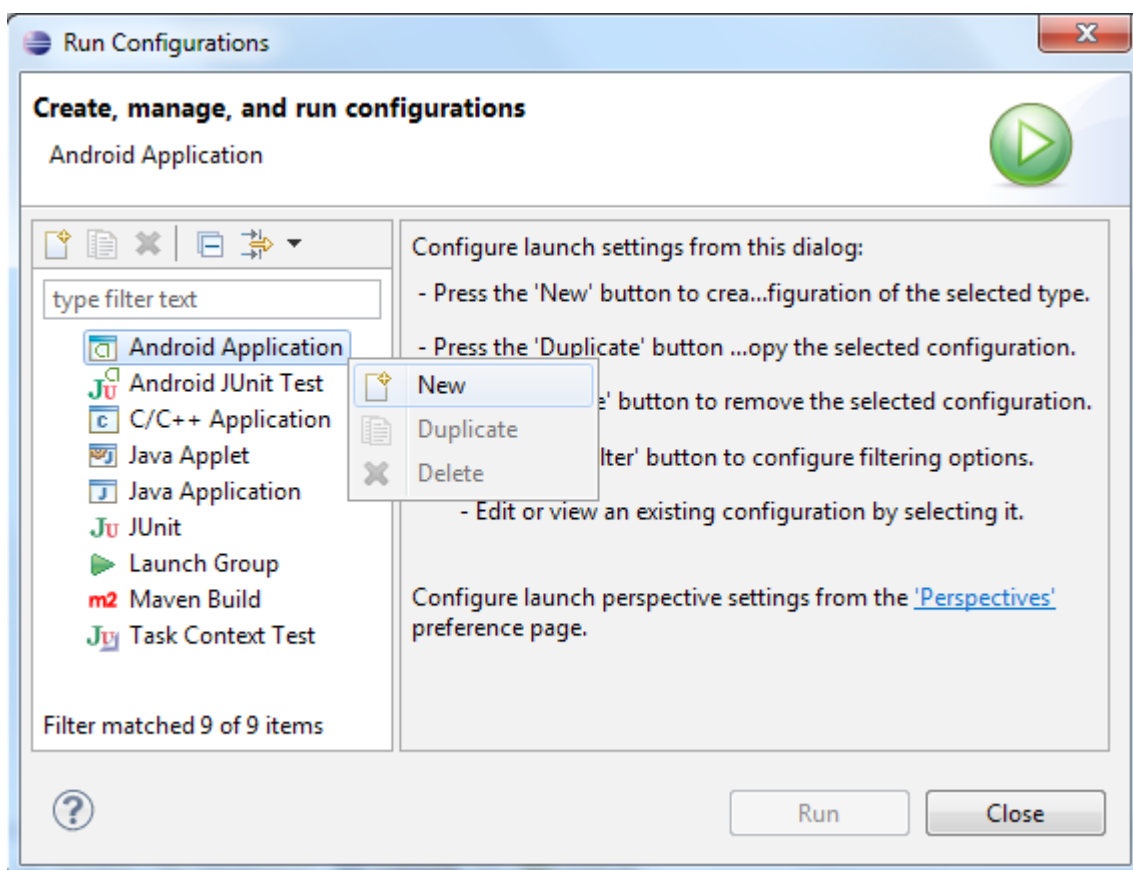 Run Configurations
Create, manage, and run configurations
Android Application
type filter text
Android Application
Android JUnit Test
C/C++ Application
Java Applet
Java Application
JUnit
Launch Group
m2 Maven Build
Task Context Test
Filter matched 9 of 9 items
New
Duplicate
Delete
Configure launch settings from this dialog:
- Press the 'New' button to crea...figuration of the selected type.
- Press the 'Duplicate' button ...opy the selected configuration.
' button to remove the selected configuration.
lter' button to configure filtering options.
- Edit or view an existing configuration by selecting it.
Configure launch perspective settings from the 'Perspectives'
preference page.
Run
Close